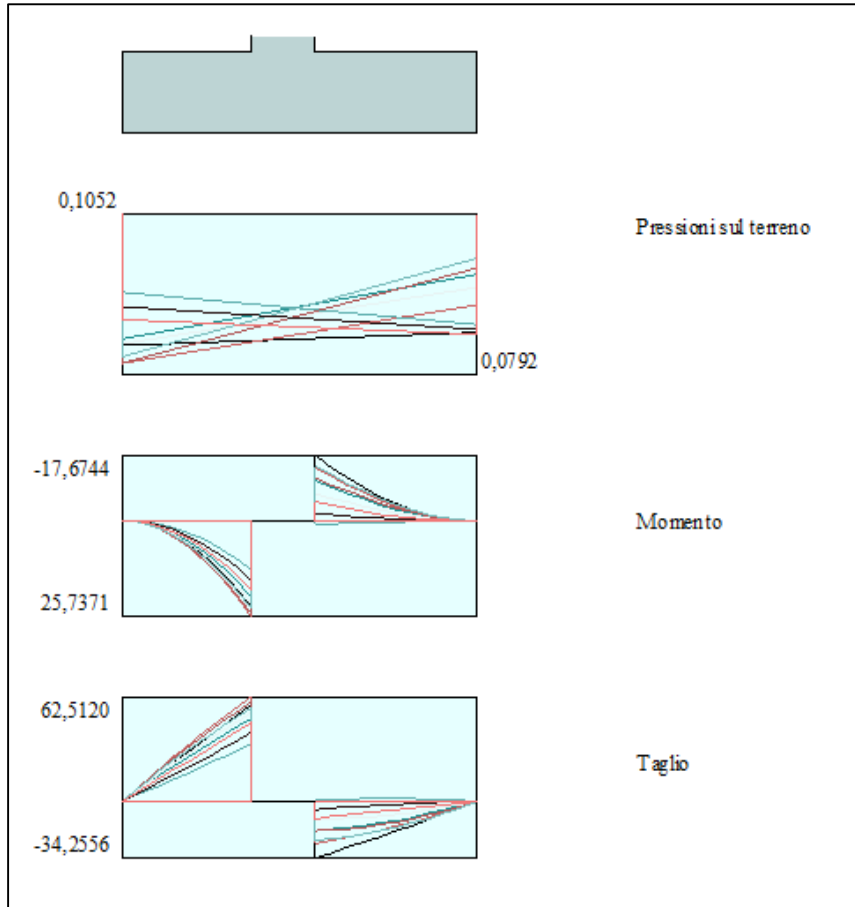 0,1052
Pressioni sul terreno
0,0792
-17,6744
Momento
25,7371
62,5120
Taglio
-34,2556